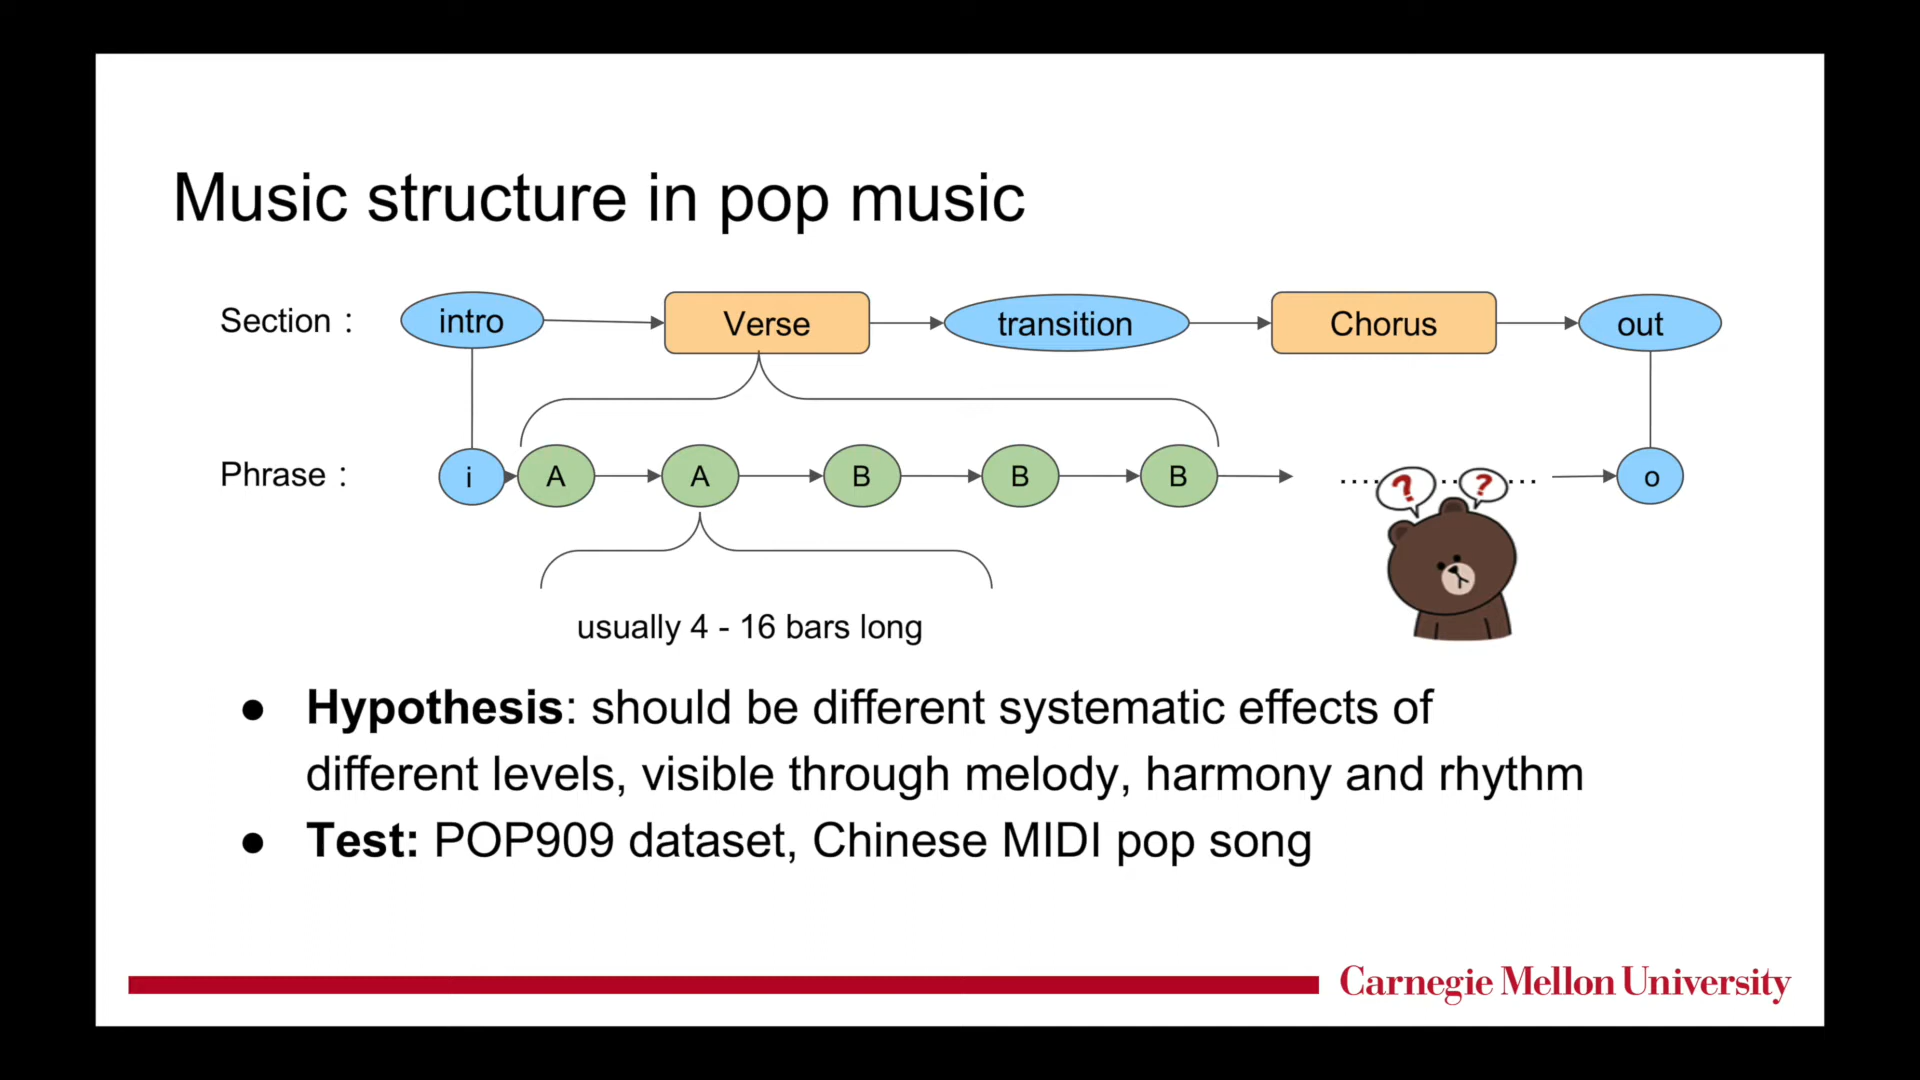 Music structure in pop music
Section : intro Verse transition Chorus out
Phrase : i A A B B B ....? ..? ... o
usually 4 - 16 bars long
● Hypothesis: should be different systematic effects of
different levels, visible through melody, harmony and rhythm
● Test: POP909 dataset, Chinese MIDI pop song
Carnegie Mellon University